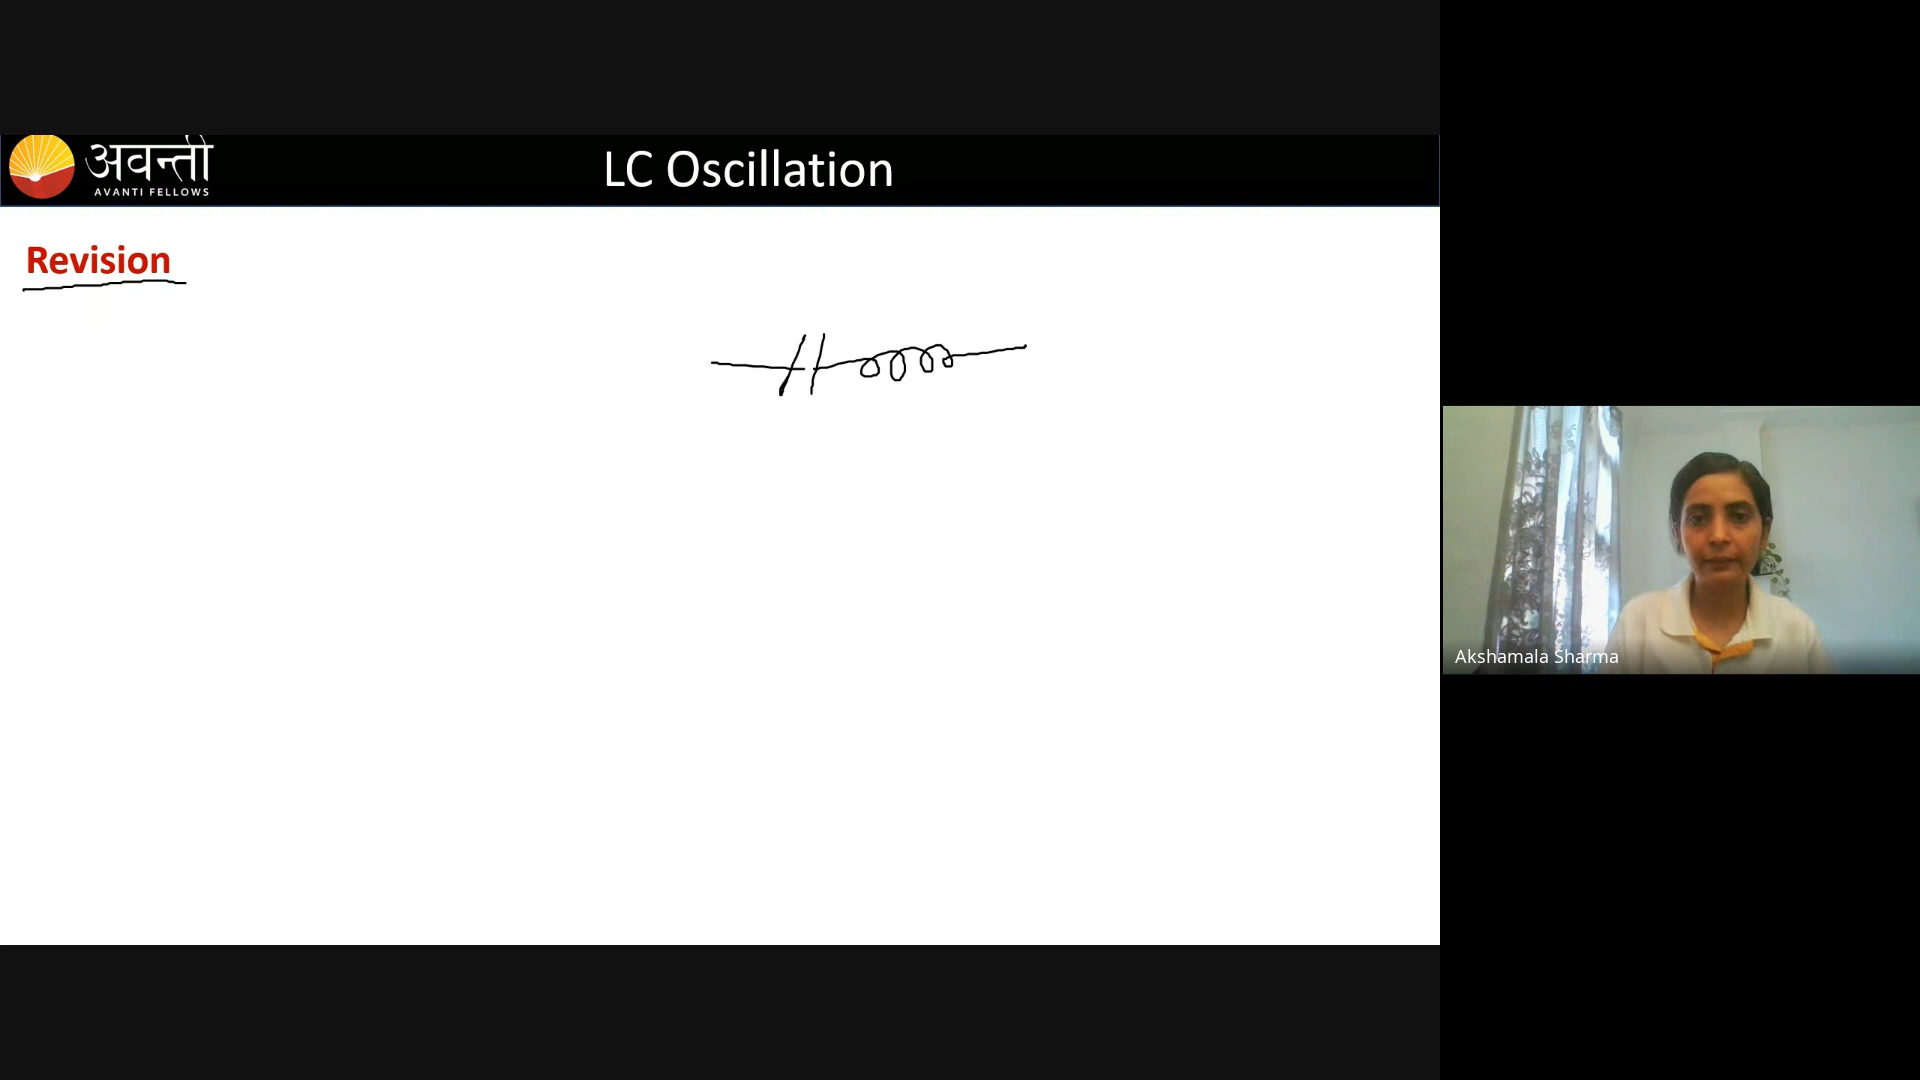 अवन्ती
AVANTI FELLOWS
LC Oscillation
Revision
Akshamala Sharma